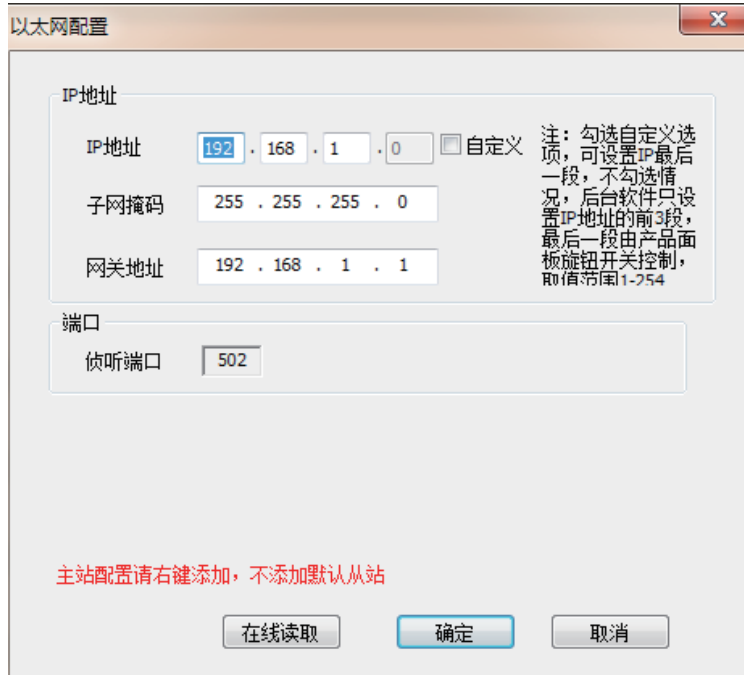 以太网配置
IP地址
IP地址 192 . 168 . 1 . 0 自定义
注：勾选自定义选
项，可设置IP最后
一段，不勾选情
况，后台软件只设
置IP地址的前3段，
最后一段由产品面
板旋钮开关控制，
取值范围1-254
子网掩码 255 . 255 . 255 . 0
网关地址 192 . 168 . 1 . 1
端口
侦听端口 502
主站配置请右键添加，不添加默认从站
在线读取 确定 取消